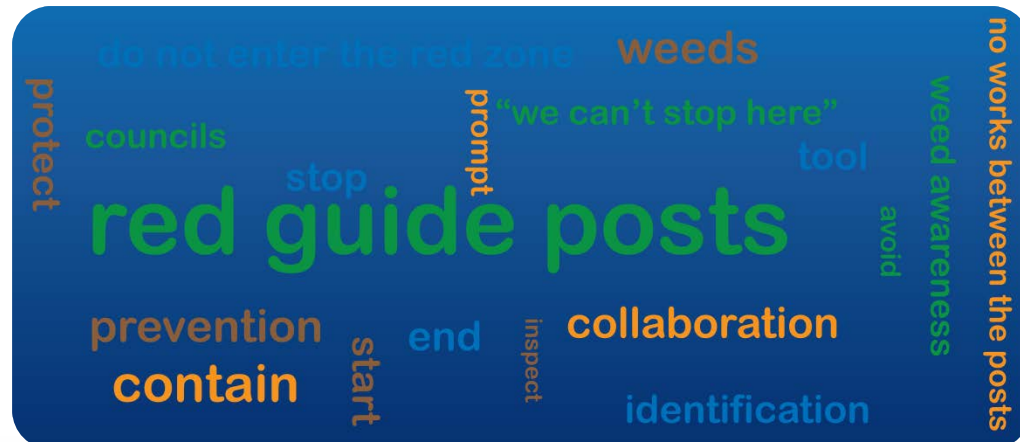 do not enter the red zone
weeds
no works between the posts
protect
prompt
"we can't stop here"
weed awareness
councils
stop
tool
red guide posts
avoid
prevention
start
end
inspect
collaboration
contain
identification